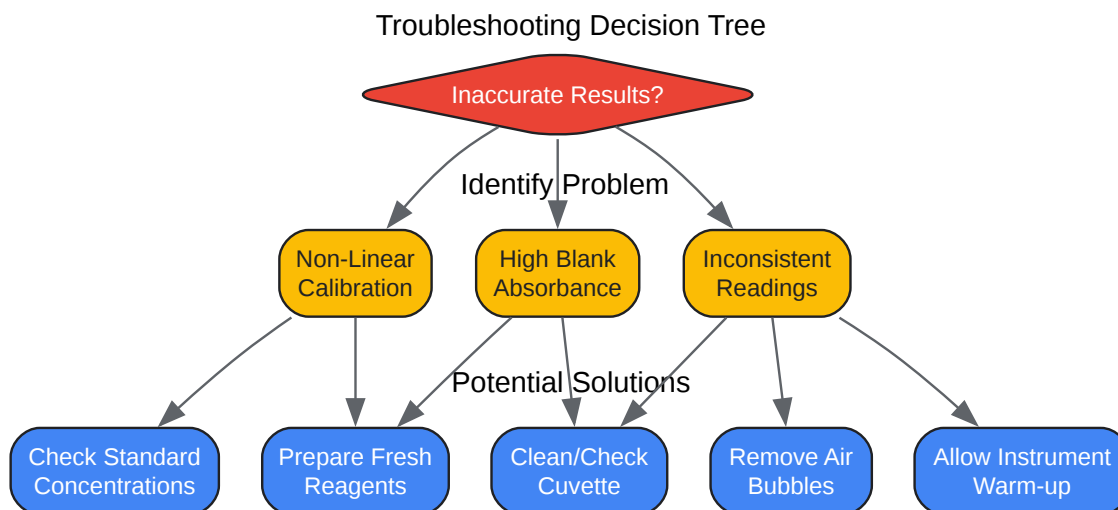 Troubleshooting Decision Tree
Inaccurate Results?
Identify Problem
Non-Linear
Calibration
High Blank
Absorbance
Inconsistent
Readings
Potential Solutions
Check Standard
Concentrations
Prepare Fresh
Reagents
Clean/Check
Cuvette
Remove Air
Bubbles
Allow Instrument
Warm-up